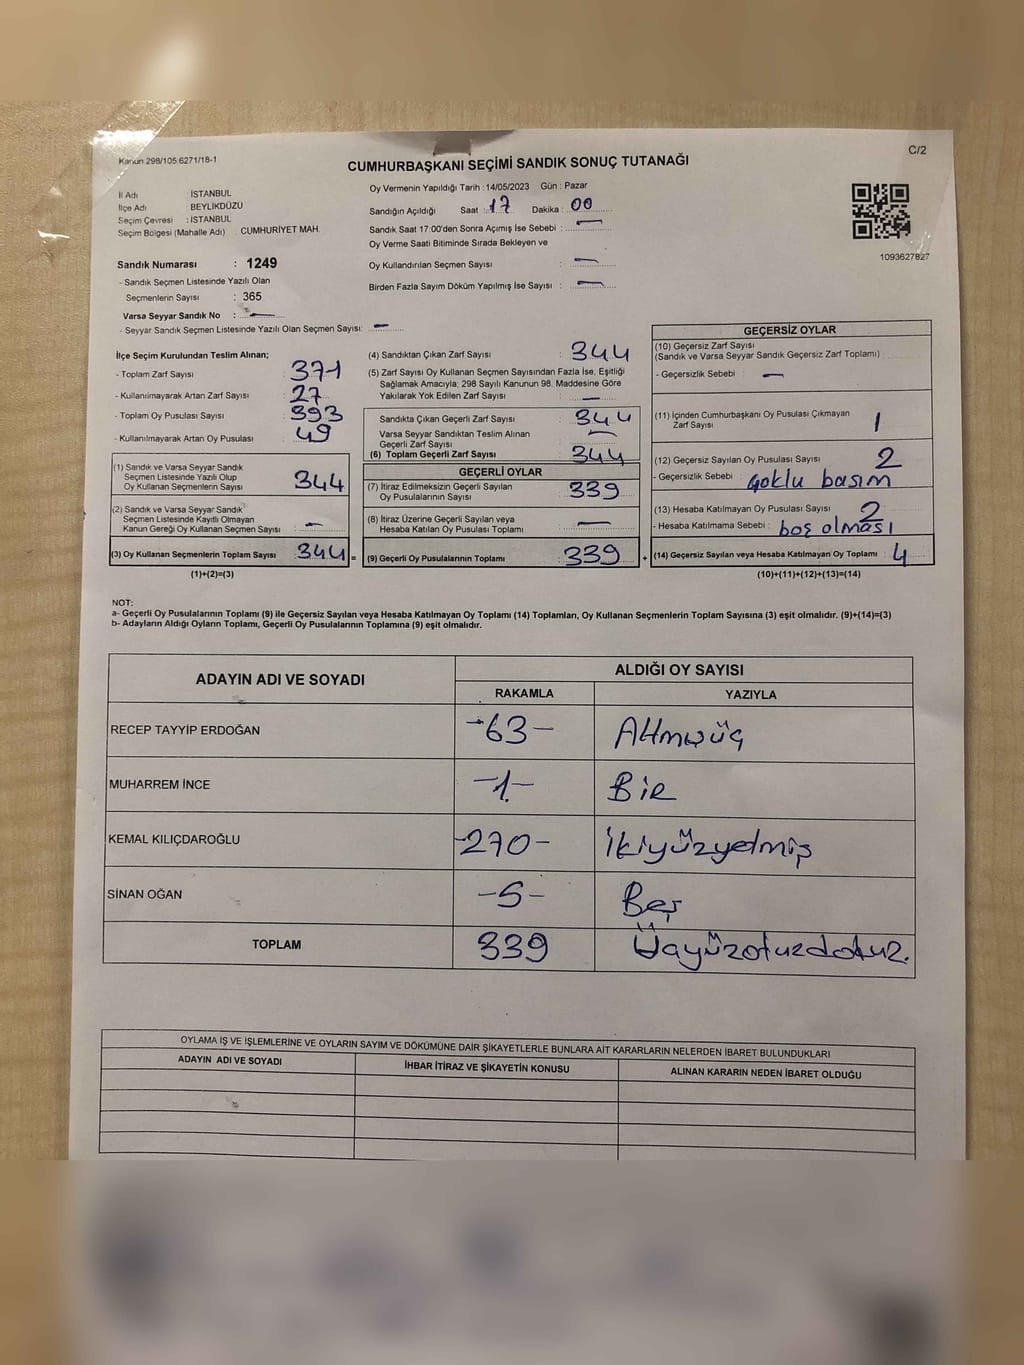 Kanun 298/105,6271/18-1
C/2
CUMHURBAŞKANI SEÇİMİ SANDIK SONUÇ TUTANAĞI
İl Adı İSTANBUL
İlçe Adı BEYLİKDÜZÜ
Seçim Çevresi : İSTANBUL
Seçim Bölgesi (Mahalle Adı) CUMHURİYET MAH.
Oy Vermenin Yapıldığı Tarih : 14/05/2023 Gün : Pazar
Sandığın Açıldığı Saat : 17 Dakika : 00
Sandık Saat 17:00'den Sonra Açımış İse Sebebi : —
Oy Verme Saati Bitiminde Sırada Bekleyen ve
Oy Kullandırılan Seçmen Sayısı : —
Birden Fazla Sayım Döküm Yapılmış İse Sayısı : —
1093627827
Sandık Numarası : 1249
- Sandık Seçmen Listesinde Yazılı Olan
Seçmenlerin Sayısı : 365
Varsa Seyyar Sandık No : —
- Seyyar Sandık Seçmen Listesinde Yazılı Olan Seçmen Sayısı: —
İlçe Seçim Kurulundan Teslim Alınan;
- Toplam Zarf Sayısı : 371
- Kullanılmayarak Artan Zarf Sayısı : 27
- Toplam Oy Pusulası Sayısı : 393
- Kullanılmayarak Artan Oy Pusulası : 49
(1) Sandık ve Varsa Seyyar Sandık
Seçmen Listesinde Yazılı Olup
Oy Kullanan Seçmenlerin Sayısı 344
(2) Sandık ve Varsa Seyyar Sandık
Seçmen Listesinde Kayıtlı Olmayan
Kanun Gereği Oy Kullanan Seçmen Sayısı : —
(3) Oy Kullanan Seçmenlerin Toplam Sayısı 344 =
(1)+(2)=(3)
(4) Sandıktan Çıkan Zarf Sayısı : 344
(5) Zarf Sayısı Oy Kullanan Seçmen Sayısından Fazla İse, Eşitliği
Sağlamak Amacıyla; 298 Sayılı Kanunun 98. Maddesine Göre
Yakılarak Yok Edilen Zarf Sayısı : —
Sandıkta Çıkan Geçerli Zarf Sayısı : 344
Varsa Seyyar Sandıktan Teslim Alınan
Geçerli Zarf Sayısı : —
(6) Toplam Geçerli Zarf Sayısı : 344
GEÇERLİ OYLAR
(7) İtiraz Edilmeksizin Geçerli Sayılan
Oy Pusulalarının Sayısı : 339
(8) İtiraz Üzerine Geçerli Sayılan veya
Hesaba Katılan Oy Pusulası Toplamı : —
(9) Geçerli Oy Pusulalarının Toplamı : 339 +
GEÇERSİZ OYLAR
(10) Geçersiz Zarf Sayısı
(Sandık ve Varsa Seyyar Sandık Geçersiz Zarf Toplamı) :
- Geçersizlik Sebebi : —
(11) İçinden Cumhurbaşkanı Oy Pusulası Çıkmayan
Zarf Sayısı : 1
(12) Geçersiz Sayılan Oy Pusulası Sayısı : 2
- Geçersizlik Sebebi : Çoklu basım
(13) Hesaba Katılmayan Oy Pusulası Sayısı : 2
- Hesaba Katılmama Sebebi : boş olması
(14) Geçersiz Sayılan veya Hesaba Katılmayan Oy Toplamı : 4
(10)+(11)+(12)+(13)=(14)
NOT:
a- Geçerli Oy Pusulalarının Toplamı (9) ile Geçersiz Sayılan veya Hesaba Katılmayan Oy Toplamı (14) Toplamları, Oy Kullanan Seçmenlerin Toplam Sayısına (3) eşit olmalıdır. (9)+(14)=(3)
b- Adayların Aldığı Oyların Toplamı, Geçerli Oy Pusulalarının Toplamına (9) eşit olmalıdır.
ADAYIN ADI VE SOYADI ALDIĞI OY SAYISI
RAKAMLA YAZIYLA
RECEP TAYYİP ERDOĞAN -63- Altmışüç
MUHARREM İNCE -1- Bir
KEMAL KILIÇDAROĞLU -270- İkiyüzyetmiş
SİNAN OĞAN -5- Beş
TOPLAM 339 Üçyüzotuzdokuz.
OYLAMA İŞ VE İŞLEMLERİNE VE OYLARIN SAYIM VE DÖKÜMÜNE DAİR ŞİKAYETLERLE BUNLARA AİT KARARLARIN NELERDEN İBARET BULUNDUKLARI
ADAYIN ADI VE SOYADI İHBAR İTİRAZ VE ŞİKAYETİN KONUSU ALINAN KARARIN NEDEN İBARET OLDUĞU